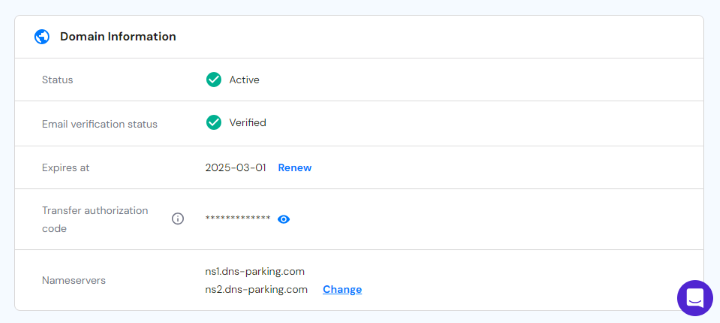 Domain Information
Status
Active
Email verification status
Verified
Expires at
2025-03-01 Renew
Transfer authorization
code
*************
Nameservers
ns1.dns-parking.com
ns2.dns-parking.com Change